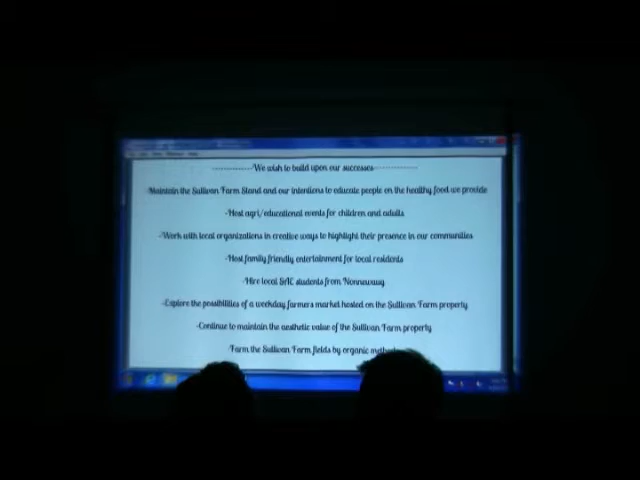 ------------We wish to build upon our successes------------
-Maintain the Sullivan Farm Stand and our intentions to educate people on the healthy food we provide
-Host agri/educational events for children and adults
-Work with local organizations in creative ways to highlight their presence in our communities
-Host family friendly entertainment for local residents
-Hire local SAE students from Nonnewaug
-Explore the possibilities of a weekday farmers market hosted on the Sullivan Farm property
-Continue to maintain the aesthetic value of the Sullivan Farm property
-Farm the Sullivan Farm fields by organic